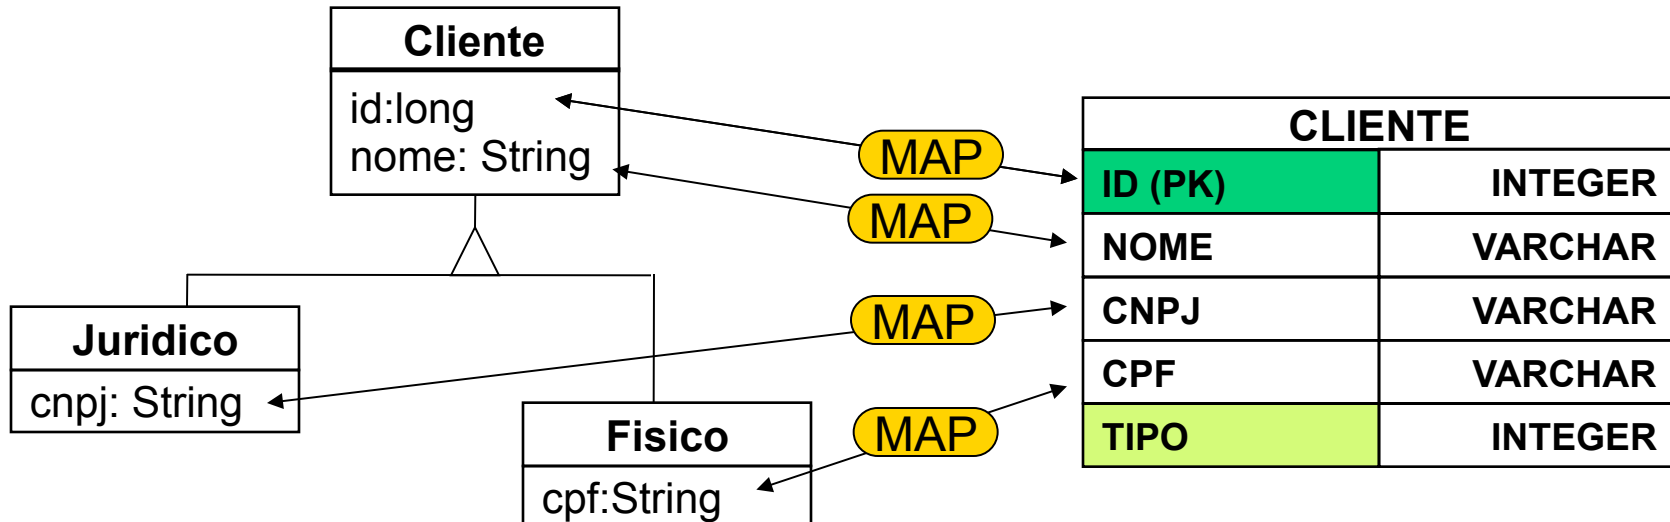 Cliente
id:long
nome: String
Juridico
cnpj: String
Fisico
cpf:String
MAP
MAP
MAP
MAP
CLIENTE
ID (PK) INTEGER
NOME VARCHAR
CNPJ VARCHAR
CPF VARCHAR
TIPO INTEGER